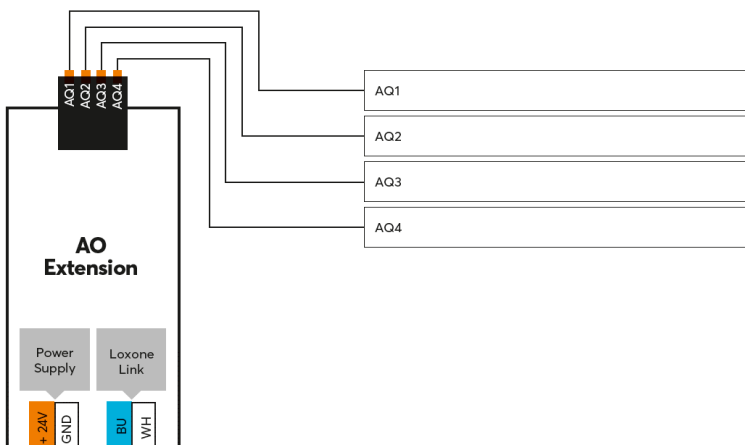 AQ1
AQ2
AQ3
AQ4
AQ1
AQ2
AQ3
AQ4
AO
Extension
Power
Supply
Loxone
Link
+ 24V
GND
BU
WH